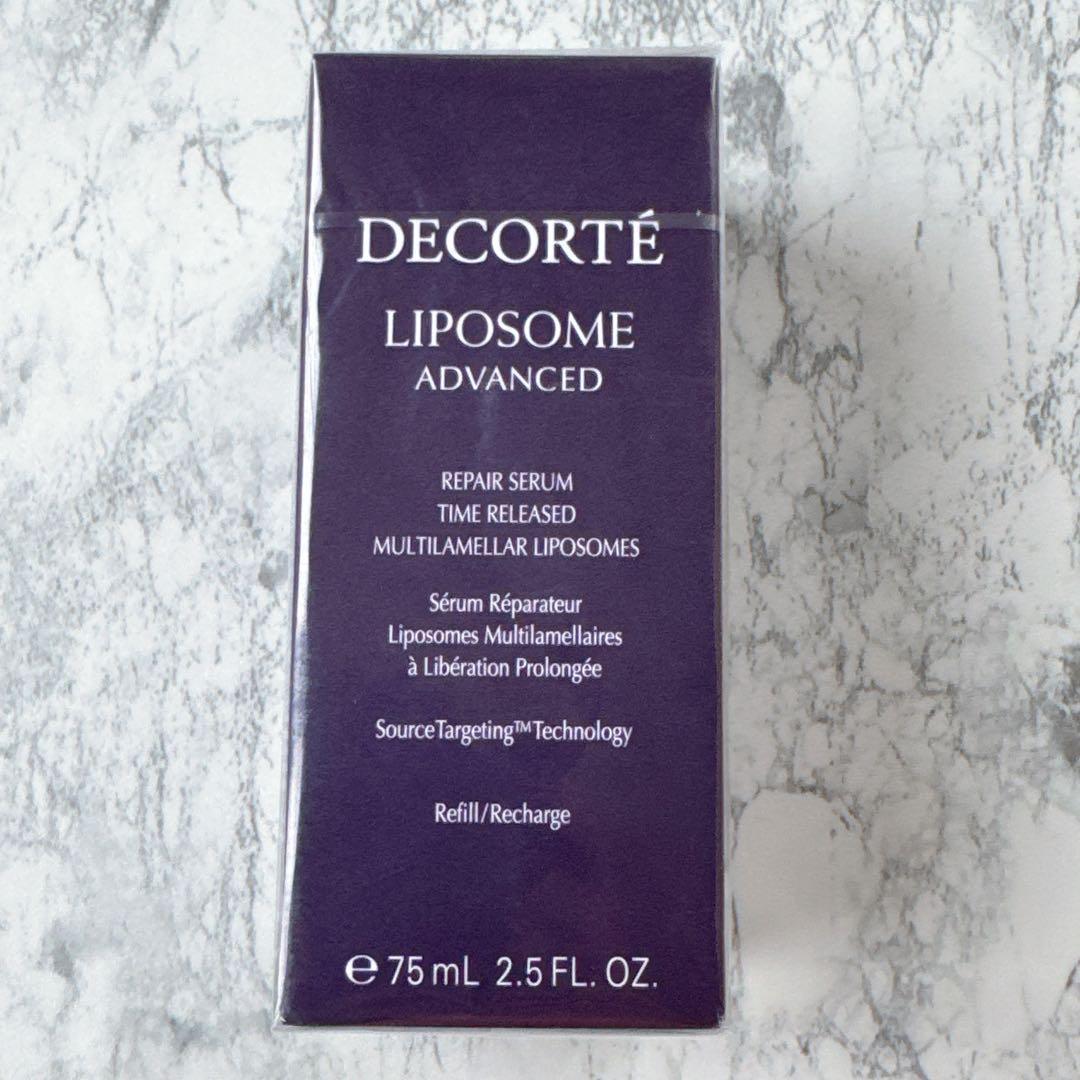 DECORTÉ
LIPOSOME
ADVANCED
REPAIR SERUM
TIME RELEASED
MULTILAMELLAR LIPOSOMES
Sérum Réparateur
Liposomes Multilamellaires
à Libération Prolongée
SourceTargeting™Technology
Refill/Recharge
℮ 75 mL 2.5 FL. OZ.